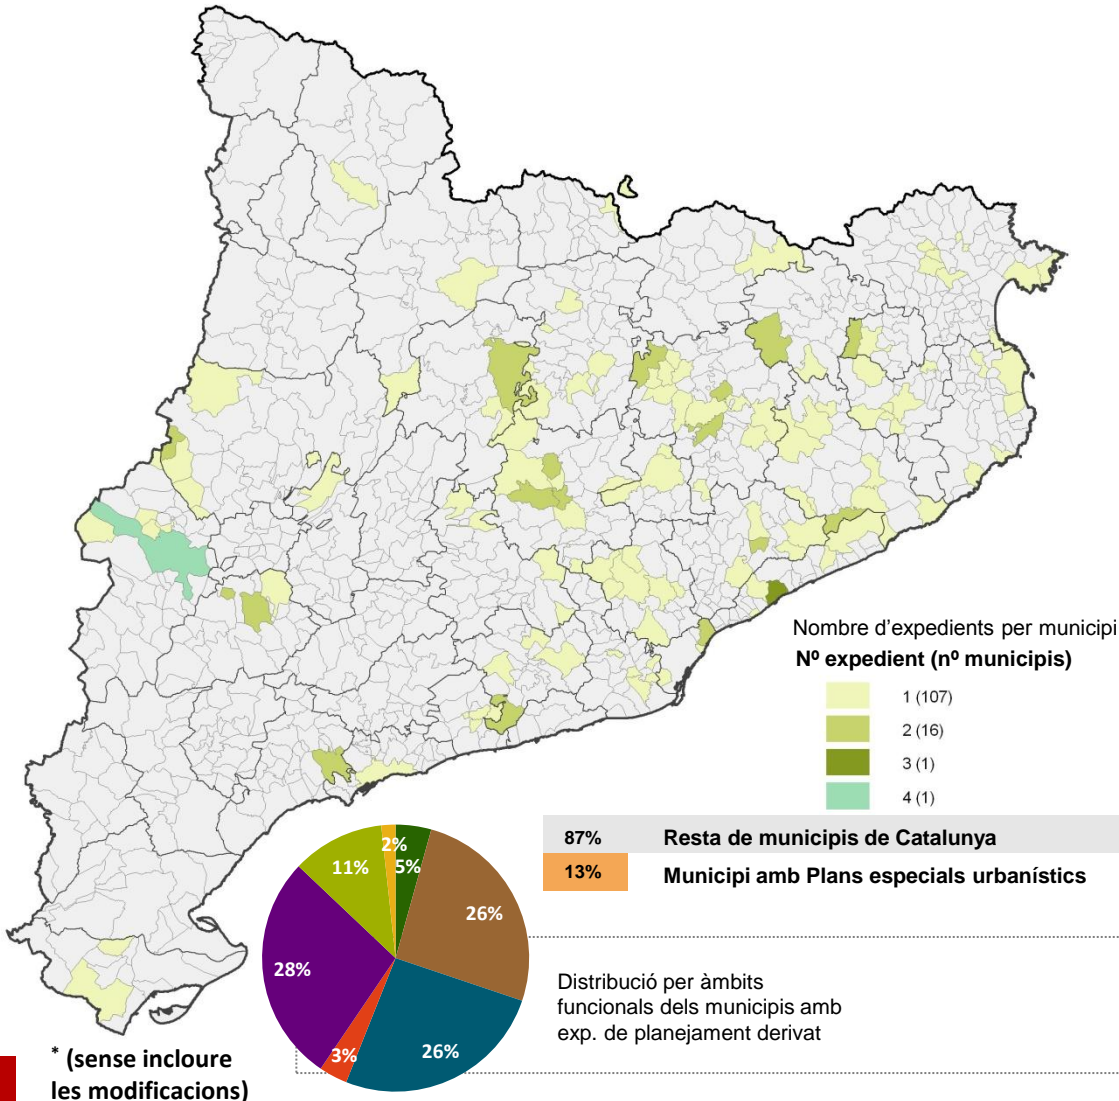 Nombre d'expedients per municipi
Nº expedient (nº municipis)
1 (107)
2 (16)
3 (1)
4 (1)
87% Resta de municipis de Catalunya
13% Municipi amb Plans especials urbanístics
2%
5%
11%
26%
28%
3%
26%
Distribució per àmbits
funcionals dels municipis amb
exp. de planejament derivat
* (sense incloure
les modificacions)